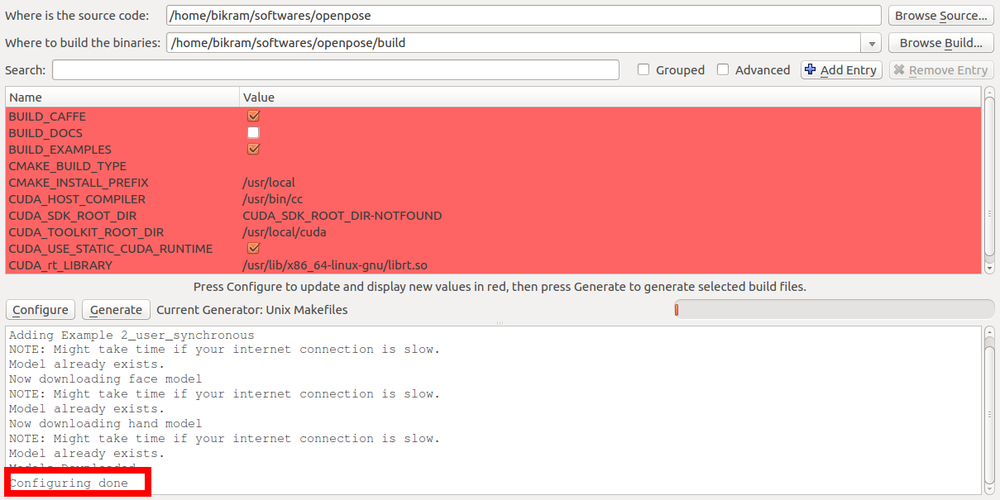 Where is the source code: /home/bikram/softwares/openpose Browse Source...
Where to build the binaries: /home/bikram/softwares/openpose/build Browse Build...
Search: Grouped Advanced Add Entry Remove Entry
Name Value
BUILD_CAFFE
BUILD_DOCS
BUILD_EXAMPLES
CMAKE_BUILD_TYPE
CMAKE_INSTALL_PREFIX /usr/local
CUDA_HOST_COMPILER /usr/bin/cc
CUDA_SDK_ROOT_DIR CUDA_SDK_ROOT_DIR-NOTFOUND
CUDA_TOOLKIT_ROOT_DIR /usr/local/cuda
CUDA_USE_STATIC_CUDA_RUNTIME
CUDA_rt_LIBRARY /usr/lib/x86_64-linux-gnu/librt.so
Press Configure to update and display new values in red, then press Generate to generate selected build files.
Configure Generate Current Generator: Unix Makefiles
Adding Example 2_user_synchronous
NOTE: Might take time if your internet connection is slow.
Model already exists.
Now downloading face model
NOTE: Might take time if your internet connection is slow.
Model already exists.
Now downloading hand model
NOTE: Might take time if your internet connection is slow.
Model already exists.
Models Downloaded
Configuring done